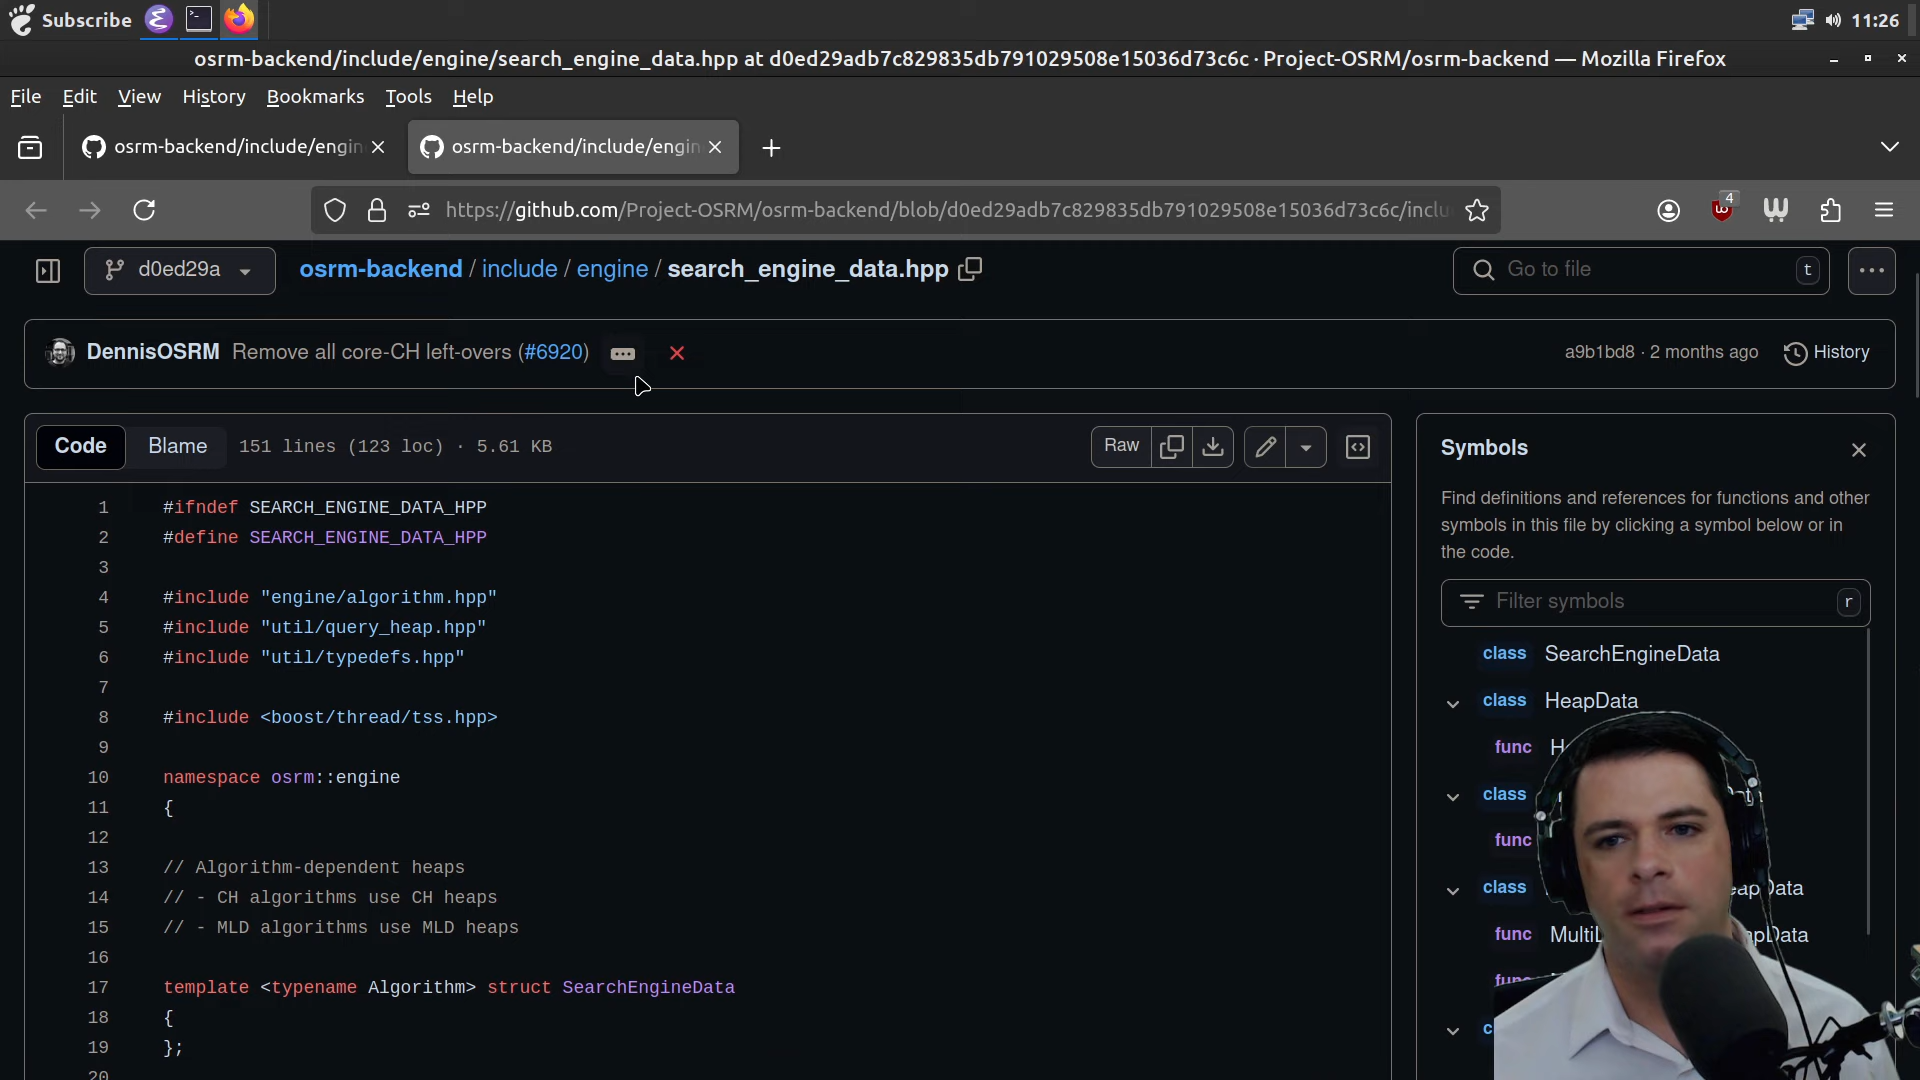 Subscribe
11:26
osrm-backend/include/engine/search_engine_data.hpp at d0ed29adb7c829835db791029508e15036d73c6c · Project-OSRM/osrm-backend — Mozilla Firefox
File Edit View History Bookmarks Tools Help
osrm-backend/include/engin
osrm-backend/include/engin
https://github.com/Project-OSRM/osrm-backend/blob/d0ed29adb7c829835db791029508e15036d73c6c/inclu
4
d0ed29a
osrm-backend / include / engine / search_engine_data.hpp
Go to file
t
DennisOSRM Remove all core-CH left-overs (#6920)
a9b1bd8 · 2 months ago
History
Code Blame 151 lines (123 loc) · 5.61 KB
Raw
1 #ifndef SEARCH_ENGINE_DATA_HPP
2 #define SEARCH_ENGINE_DATA_HPP
3
4 #include "engine/algorithm.hpp"
5 #include "util/query_heap.hpp"
6 #include "util/typedefs.hpp"
7
8 #include <boost/thread/tss.hpp>
9
10 namespace osrm::engine
11 {
12
13 // Algorithm-dependent heaps
14 // - CH algorithms use CH heaps
15 // - MLD algorithms use MLD heaps
16
17 template <typename Algorithm> struct SearchEngineData
18 {
19 };
20
Symbols
Find definitions and references for functions and other
symbols in this file by clicking a symbol below or in
the code.
Filter symbols
r
class SearchEngineData
class HeapData
func
class
func
class eapData
func MultiL pData
func
c